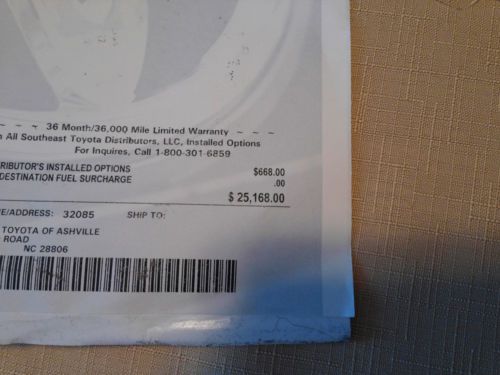 ~ ~ ~ 36 Month/36,000 Mile Limited Warranty ~ ~ ~
All Southeast Toyota Distributors, LLC, Installed Options
For Inquires, Call 1-800-301-6859
RIBUTOR'S INSTALLED OPTIONS $668.00
DESTINATION FUEL SURCHARGE .00
$ 25,168.00
E/ADDRESS: 32085 SHIP TO:
TOYOTA OF ASHVILLE
ROAD
NC 28806